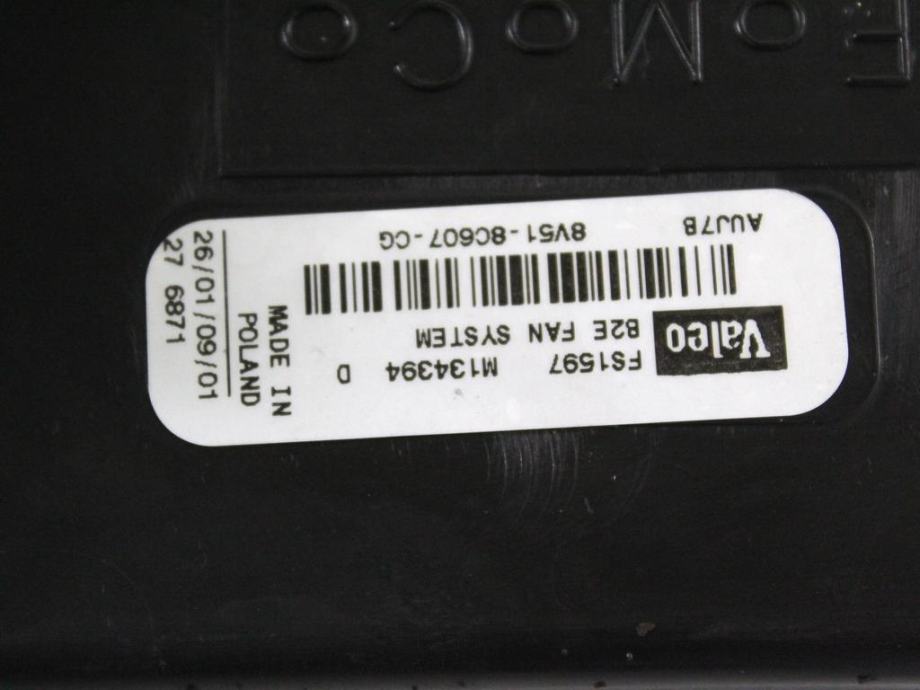 Valeo
FS1597 M134394 D
B2E FAN SYSTEM
AUJ7B 8V51-8C607-CG
MADE IN
POLAND
26/01/09/01
27 6871
FoMoCo